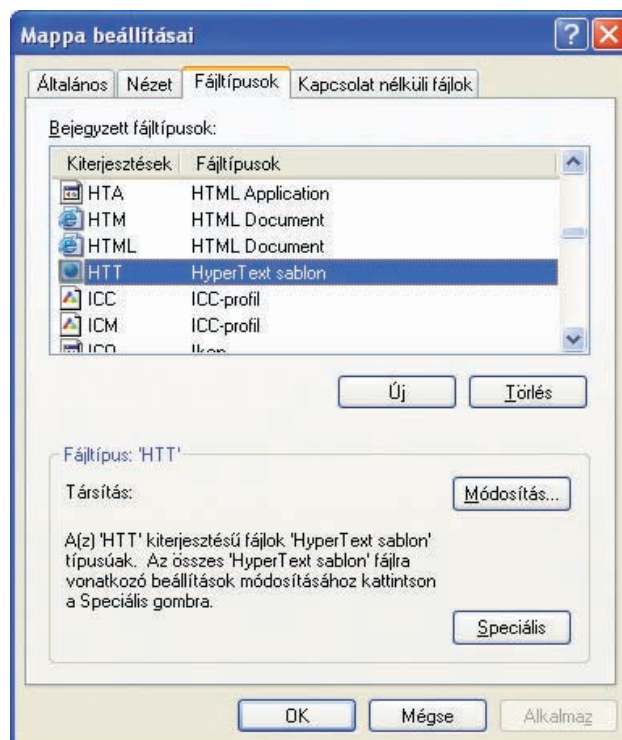 Mappa beállításai
Általános Nézet Fájltípusok Kapcsolat nélküli fájlok
Bejegyzett fájltípusok:
Kiterjesztések Fájltípusok
HTA HTML Application
HTM HTML Document
HTML HTML Document
HTT HyperText sablon
ICC ICC-profil
ICM ICC-profil
ICO Ikon
Új Törlés
Fájltípus: 'HTT'
Társítás: Módosítás...
A(z) 'HTT' kiterjesztésű fájlok 'HyperText sablon'
típusúak. Az összes 'HyperText sablon' fájlra
vonatkozó beállítások módosításához kattintson
a Speciális gombra.
Speciális
OK Mégse Alkalmaz